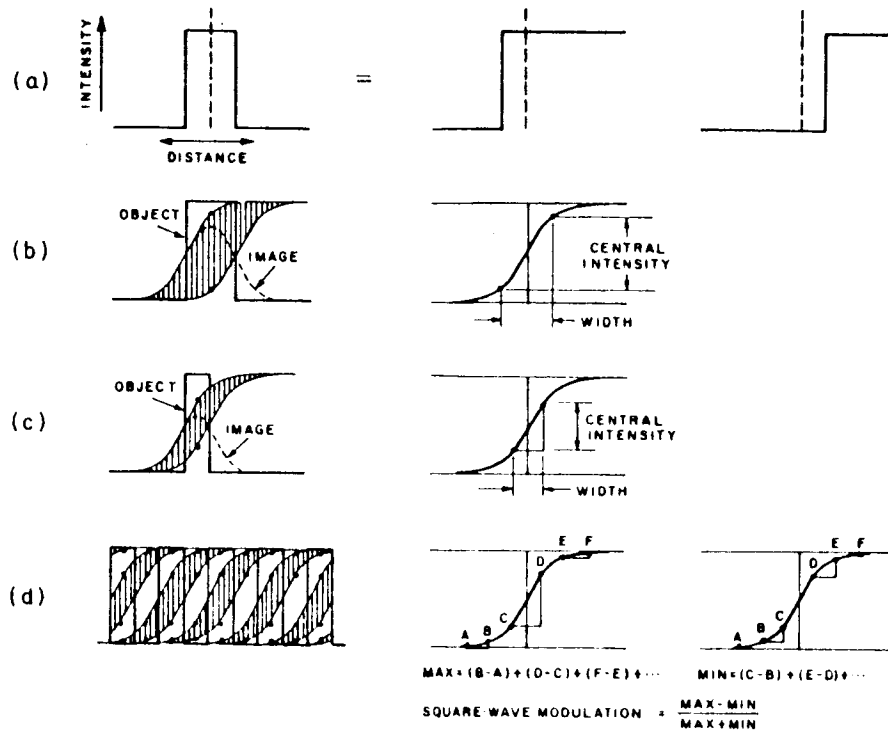 (a)
INTENSITY
=
DISTANCE
(b)
OBJECT
IMAGE
CENTRAL
INTENSITY
WIDTH
(c)
OBJECT
IMAGE
CENTRAL
INTENSITY
WIDTH
(d)
A B C D E F
A B C D E F
MAX=(B-A)+(D-C)+(F-E)+···
MIN=(C-B)+(E-D)+···
SQUARE-WAVE MODULATION = MAX-MIN
MAX+MIN